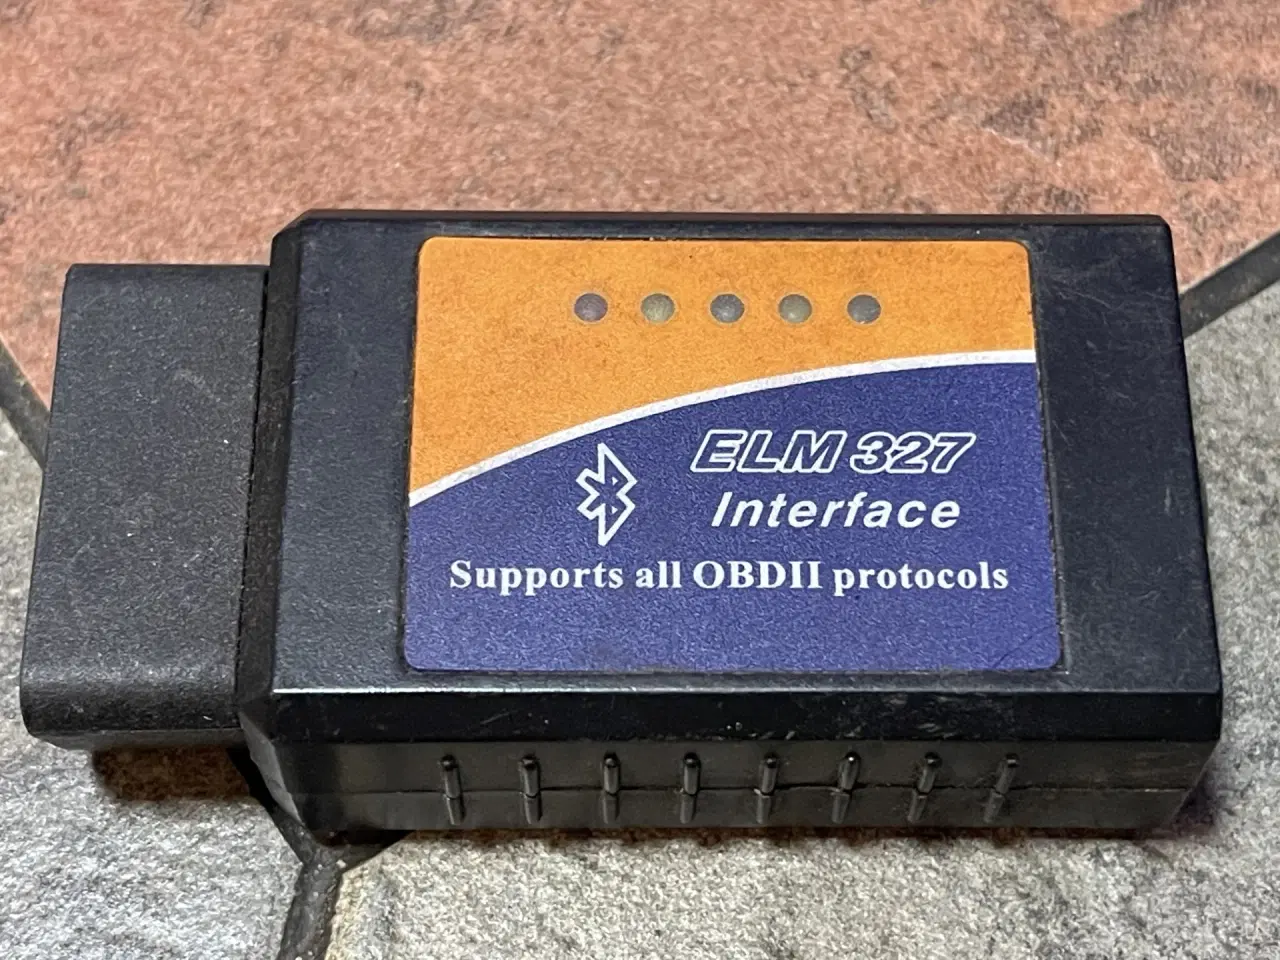 ELM 327
Interface
Supports all OBDII protocols